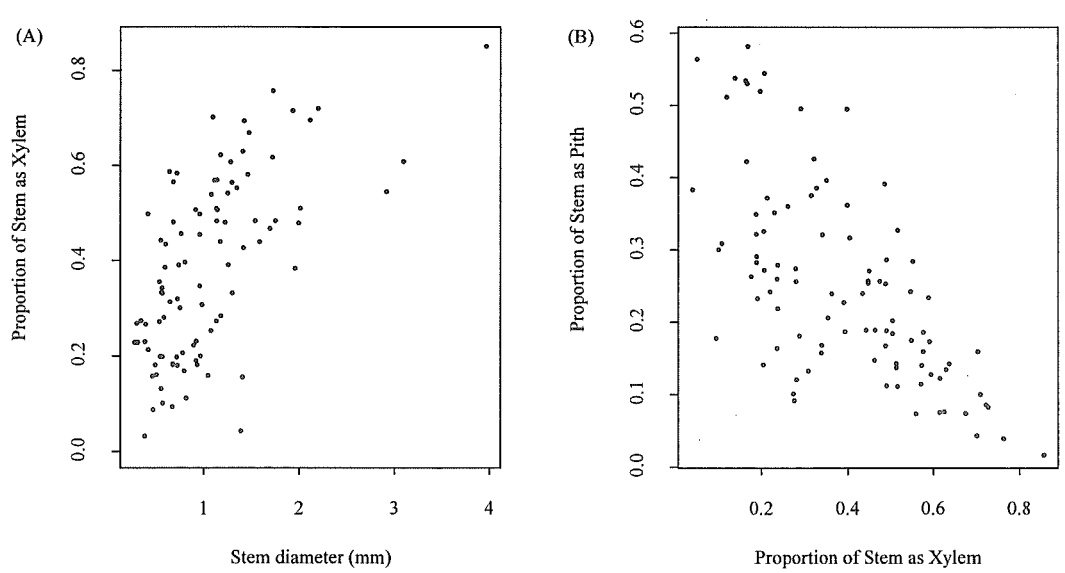 (A)
Proportion of Stem as Xylem
0.8
0.6
0.4
0.2
0.0
1 2 3 4
Stem diameter (mm)
(B)
Proportion of Stem as Pith
0.6
0.5
0.4
0.3
0.2
0.1
0.0
0.2 0.4 0.6 0.8
Proportion of Stem as Xylem